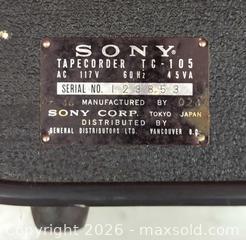 SONY.
TAPECORDER TC-105
AC 117V 60Hz 45VA
SERIAL NO. 123853
MANUFACTURED BY 024
SONY CORP. TOKYO JAPAN
DISTRIBUTED BY
GENERAL DISTRIBUTORS LTD. VANCOUVER B.C.
© 2026 - MaxSold.com